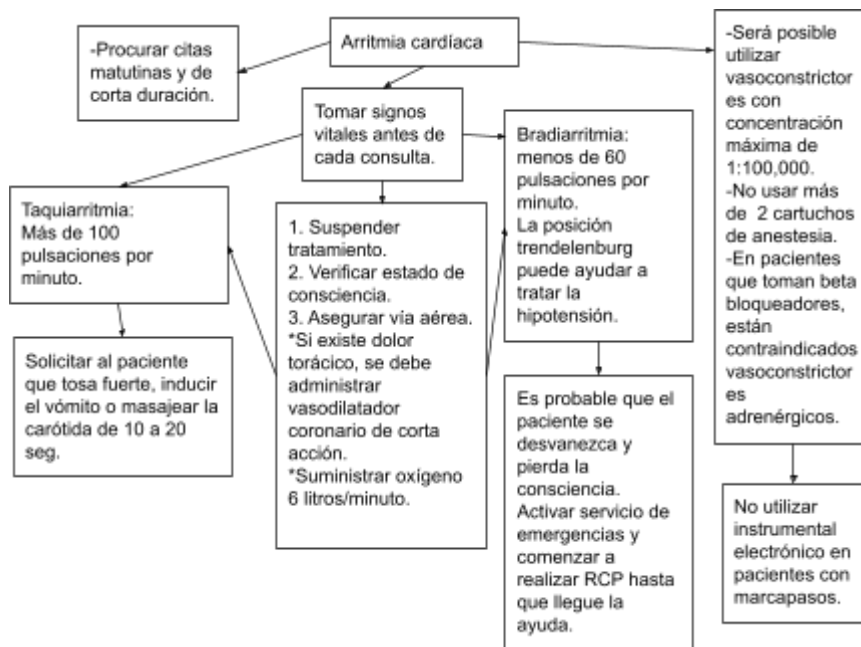 Arritmia cardíaca
-Procurar citas
matutinas y de
corta duración.
Tomar signos
vitales antes de
cada consulta.
-Será posible
utilizar
vasoconstrictor
es con
concentración
máxima de
1:100,000.
-No usar más
de 2 cartuchos
de anestesia.
-En pacientes
que toman beta
bloqueadores,
están
contraindicados
vasoconstrictor
es
adrenérgicos.
Taquiarritmia:
Más de 100
pulsaciones por
minuto.
1. Suspender
tratamiento.
2. Verificar estado de
consciencia.
3. Asegurar vía aérea.
*Si existe dolor
torácico, se debe
administrar
vasodilatador
coronario de corta
acción.
*Suministrar oxígeno
6 litros/minuto.
Bradiarritmia:
menos de 60
pulsaciones por
minuto.
La posición
trendelenburg
puede ayudar a
tratar la
hipotensión.
Solicitar al paciente
que tosa fuerte, inducir
el vómito o masajear la
carótida de 10 a 20
seg.
Es probable que el
paciente se
desvanezca y
pierda la
consciencia.
Activar servicio de
emergencias y
comenzar a
realizar RCP hasta
que llegue la
ayuda.
No utilizar
instrumental
electrónico en
pacientes con
marcapasos.